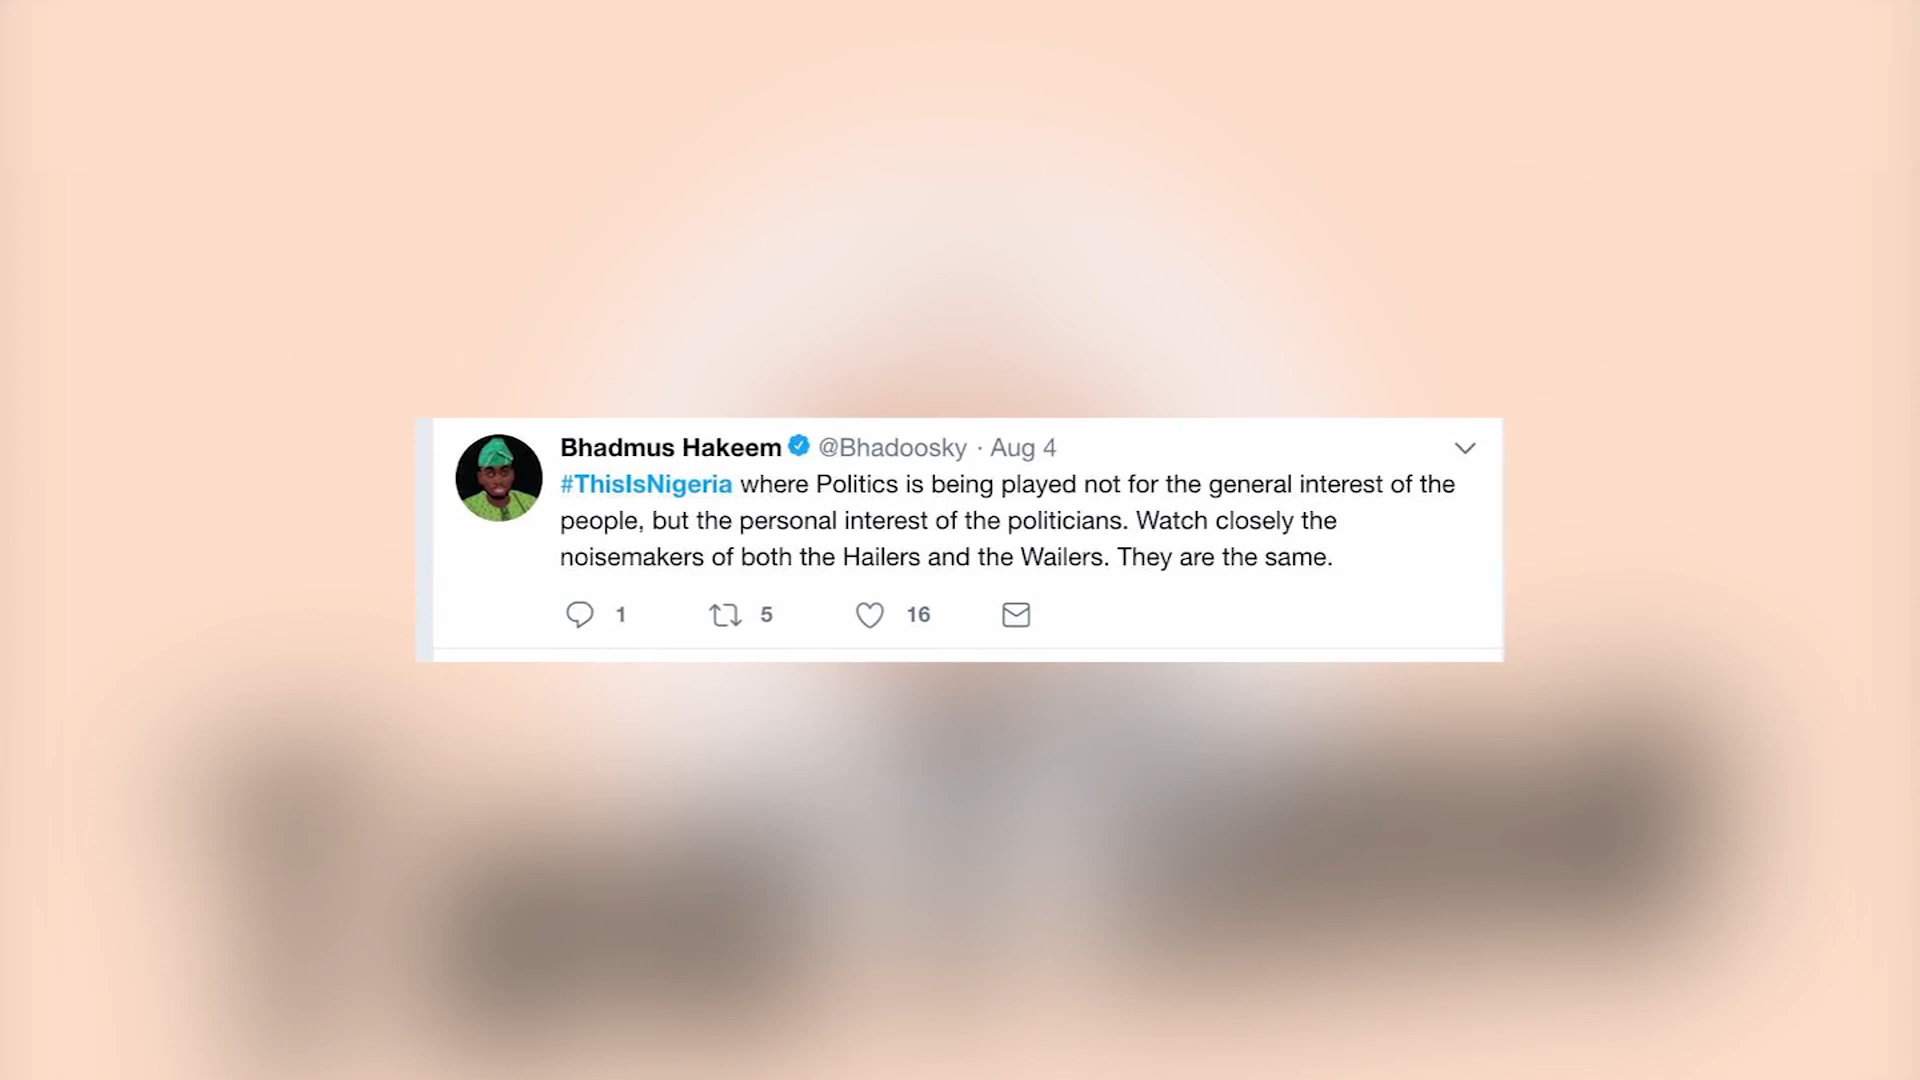 Bhadmus Hakeem @Bhadoosky · Aug 4
#ThisIsNigeria where Politics is being played not for the general interest of the
people, but the personal interest of the politicians. Watch closely the
noisemakers of both the Hailers and the Wailers. They are the same.
1 5 16